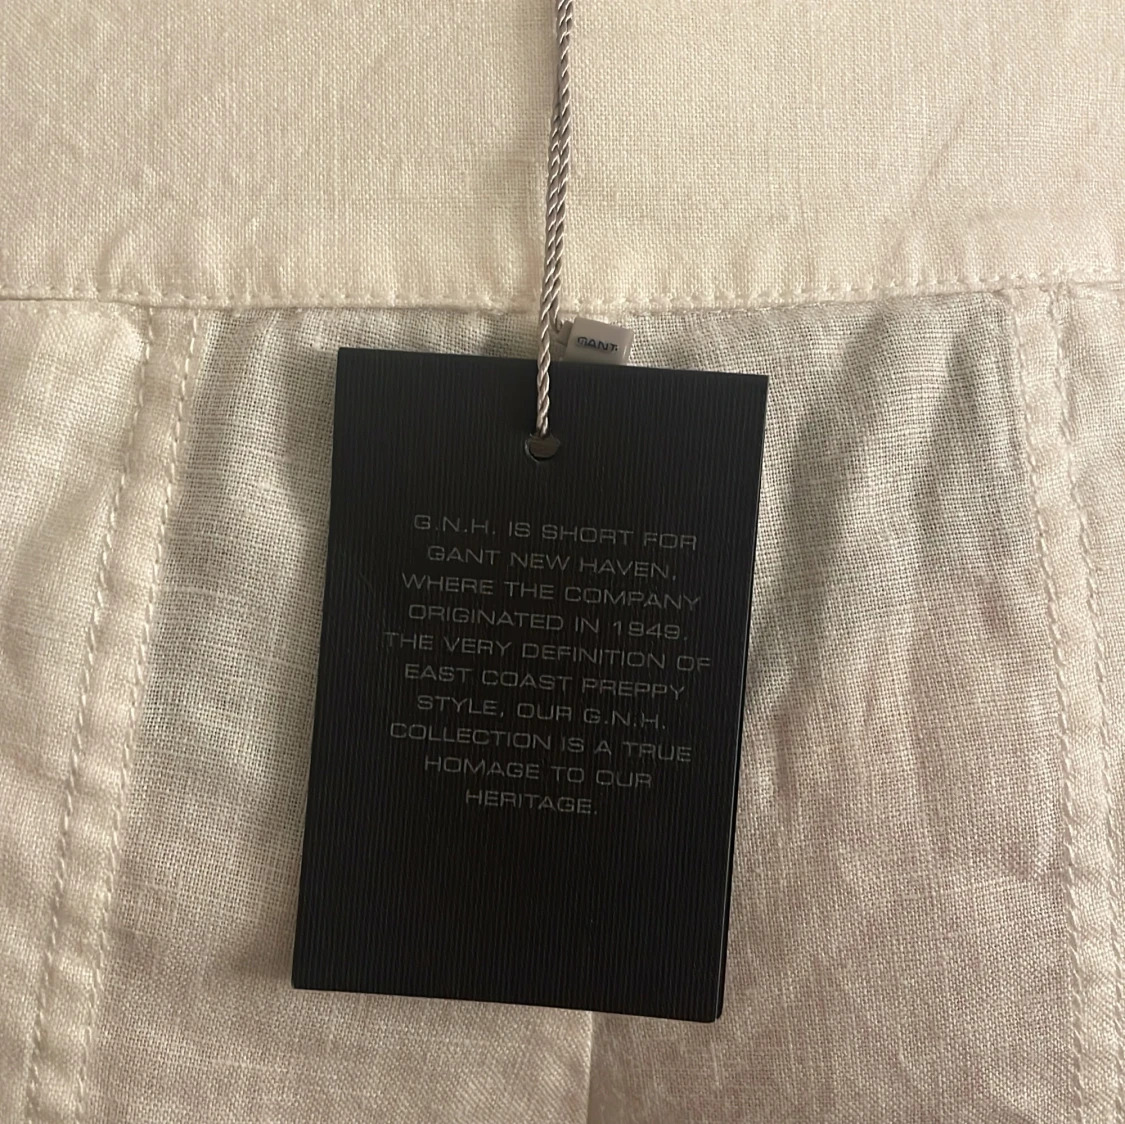 GANT
G.N.H. IS SHORT FOR
GANT NEW HAVEN,
WHERE THE COMPANY
ORIGINATED IN 1949.
THE VERY DEFINITION OF
EAST COAST PREPPY
STYLE, OUR G.N.H.
COLLECTION IS A TRUE
HOMAGE TO OUR
HERITAGE.